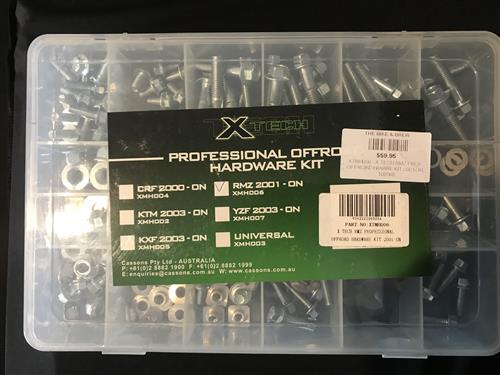 X-TECH
PROFESSIONAL OFFRO
HARDWARE KIT
CRF 2000 - ON
XMH004
RMZ 2001 - ON
XMH006
KTM 2003 - ON
XMH002
YZF 2003 - ON
XMH007
KXF 2003 - ON
XMH005
UNIVERSAL
XMH003
Cassons Pty Ltd - AUSTRALIA
P: +61(0)2 8882 1900 F: +61(0)2 8882 1999
E: enquiries@cassons.com.au W: www.cassons.com.au
THE BIKE & BREW
$59.95
PART NO:XTMH006
X TECH RMZ PROFESSIONAL
OFFROAD HARDWARE KIT 2001-ON